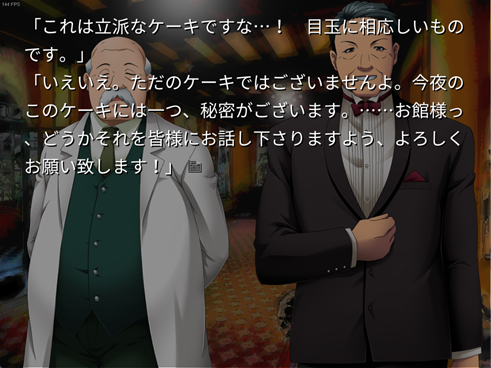 144 FPS
「これは立派なケーキですな…！　目玉に相応しいもの
です。」
「いえいえ。ただのケーキではございませんよ。今夜の
このケーキには一つ、秘密がございます。……お館様っ
、どうかそれを皆様にお話し下さりますよう、よろしく
お願い致します！」